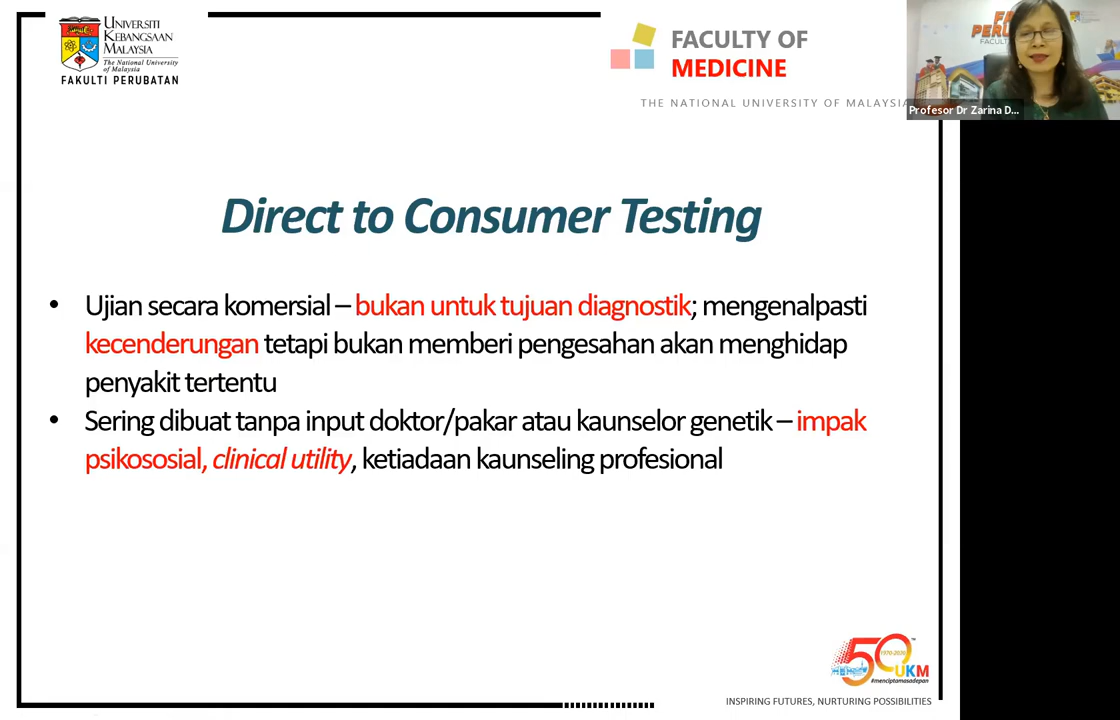 UNIVERSITI
KEBANGSAAN
MALAYSIA
The National University
of Malaysia
FAKULTI PERUBATAN
FACULTY OF
MEDICINE
THE NATIONAL UNIVERSITY OF MALAYSIA
Profesor Dr Zarina D...
Direct to Consumer Testing
• Ujian secara komersial – bukan untuk tujuan diagnostik; mengenalpasti
kecenderungan tetapi bukan memberi pengesahan akan menghidap
penyakit tertentu
• Sering dibuat tanpa input doktor/pakar atau kaunselor genetik – impak
psikososial, clinical utility, ketiadaan kaunseling profesional
50
1970-2020
UKM
#menciptamasadepan
INSPIRING FUTURES, NURTURING POSSIBILITIES